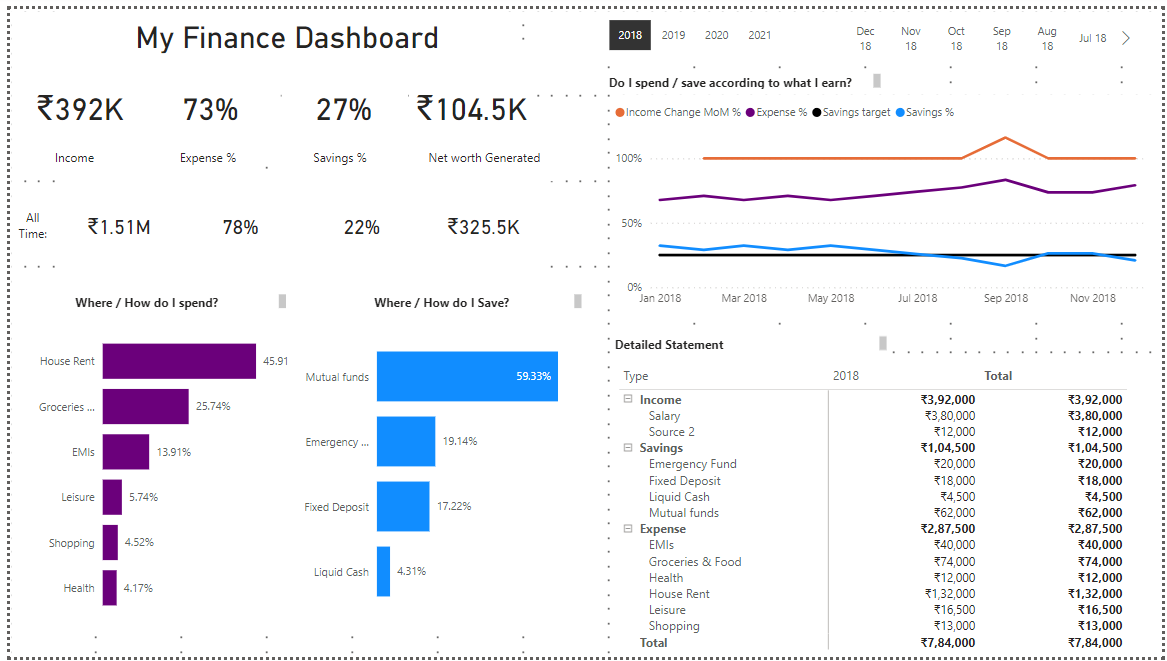 My Finance Dashboard
₹392K 73% 27% ₹104.5K
Income Expense % Savings % Net worth Generated
All Time: ₹1.51M 78% 22% ₹325.5K
Where / How do I spend?
House Rent 45.91
Groceries ... 25.74%
EMIs 13.91%
Leisure 5.74%
Shopping 4.52%
Health 4.17%
Where / How do I Save?
Mutual funds 59.33%
Emergency ... 19.14%
Fixed Deposit 17.22%
Liquid Cash 4.31%
2018 2019 2020 2021
Dec 18 Nov 18 Oct 18 Sep 18 Aug 18 Jul 18
Do I spend / save according to what I earn?
Income Change MoM % Expense % Savings target Savings %
100%
50%
0%
Jan 2018 Mar 2018 May 2018 Jul 2018 Sep 2018 Nov 2018
Detailed Statement
Type 2018 Total
Income ₹3,92,000 ₹3,92,000
Salary ₹3,80,000 ₹3,80,000
Source 2 ₹12,000 ₹12,000
Savings ₹1,04,500 ₹1,04,500
Emergency Fund ₹20,000 ₹20,000
Fixed Deposit ₹18,000 ₹18,000
Liquid Cash ₹4,500 ₹4,500
Mutual funds ₹62,000 ₹62,000
Expense ₹2,87,500 ₹2,87,500
EMIs ₹40,000 ₹40,000
Groceries & Food ₹74,000 ₹74,000
Health ₹12,000 ₹12,000
House Rent ₹1,32,000 ₹1,32,000
Leisure ₹16,500 ₹16,500
Shopping ₹13,000 ₹13,000
Total ₹7,84,000 ₹7,84,000